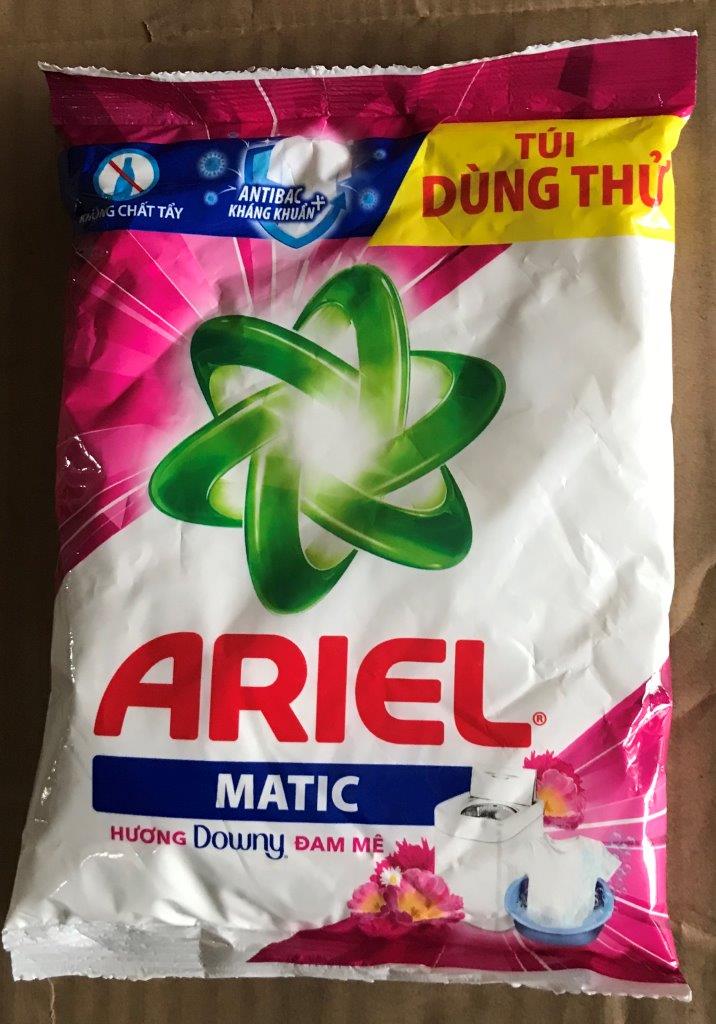 KHÔNG CHẤT TẨY
ANTIBAC+
KHÁNG KHUẨN
TÚI
DÙNG THỬ
ARIEL®
MATIC
HƯƠNG Downy® ĐAM MÊ